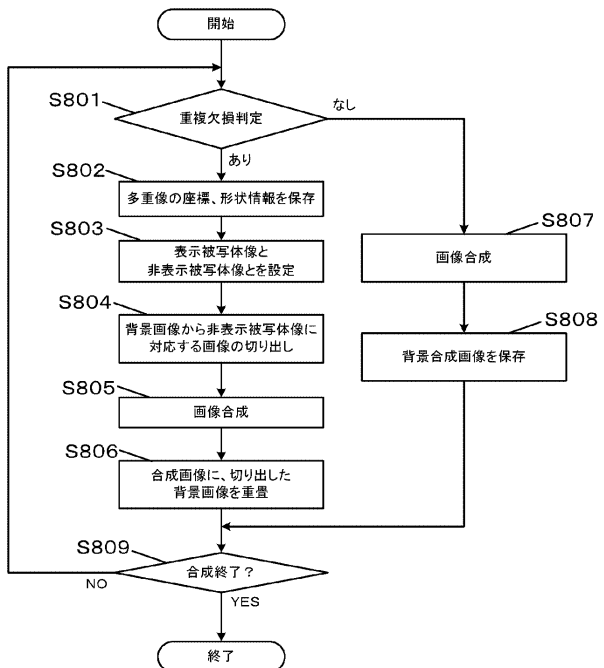 開始
S801
重複欠損判定
なし
あり
S802
多重像の座標、形状情報を保存
S803
表示被写体像と
非表示被写体像とを設定
S804
背景画像から非表示被写体像に
対応する画像の切り出し
S805
画像合成
S806
合成画像に、切り出した
背景画像を重畳
S807
画像合成
S808
背景合成画像を保存
S809
合成終了？
NO
YES
終了